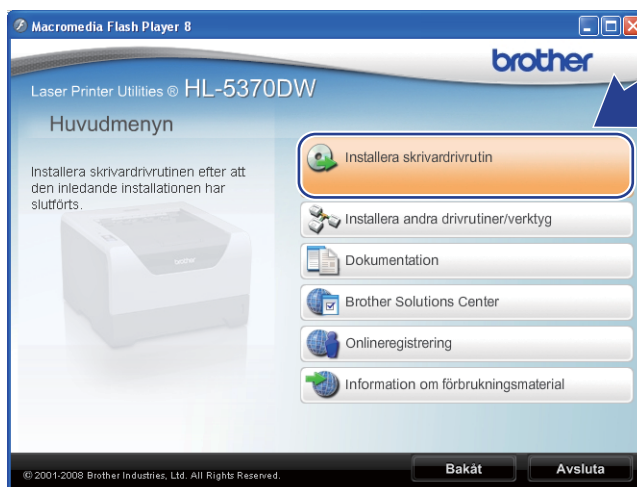 Macromedia Flash Player 8
brother
Laser Printer Utilities ® HL-5370DW
Huvudmenyn
Installera skrivardrivrutinen efter att
den inledande installationen har
slutförts.
brother
Installera skrivardrivrutin
Installera andra drivrutiner/verktyg
Dokumentation
Brother Solutions Center
Onlineregistrering
Information om förbrukningsmaterial
© 2001-2008 Brother Industries, Ltd. All Rights Reserved.
Bakåt
Avsluta